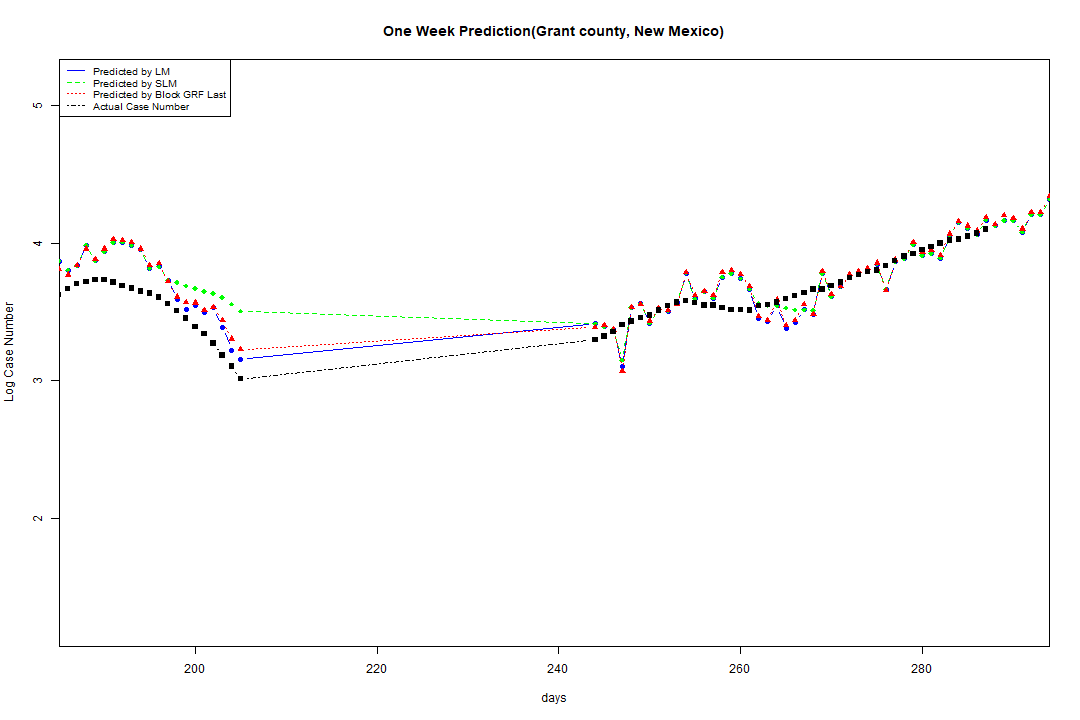 One Week Prediction(Grant county, New Mexico)
Predicted by LM
Predicted by SLM
Predicted by Block GRF Last
Actual Case Number
5
4
3
2
Log Case Number
200
220
240
260
280
days